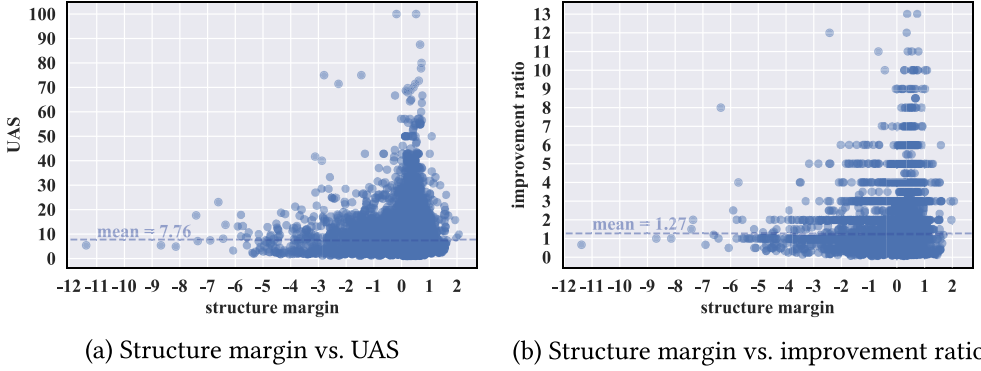 100
90
80
70
60
50
40
30
20
10
0
UAS
mean = 7.76
-12 -11 -10 -9 -8 -7 -6 -5 -4 -3 -2 -1 0 1 2
structure margin
(a) Structure margin vs. UAS
13
12
11
10
9
8
7
6
5
4
3
2
1
0
improvement ratio
mean = 1.27
-12 -11 -10 -9 -8 -7 -6 -5 -4 -3 -2 -1 0 1 2
structure margin
(b) Structure margin vs. improvement ratio